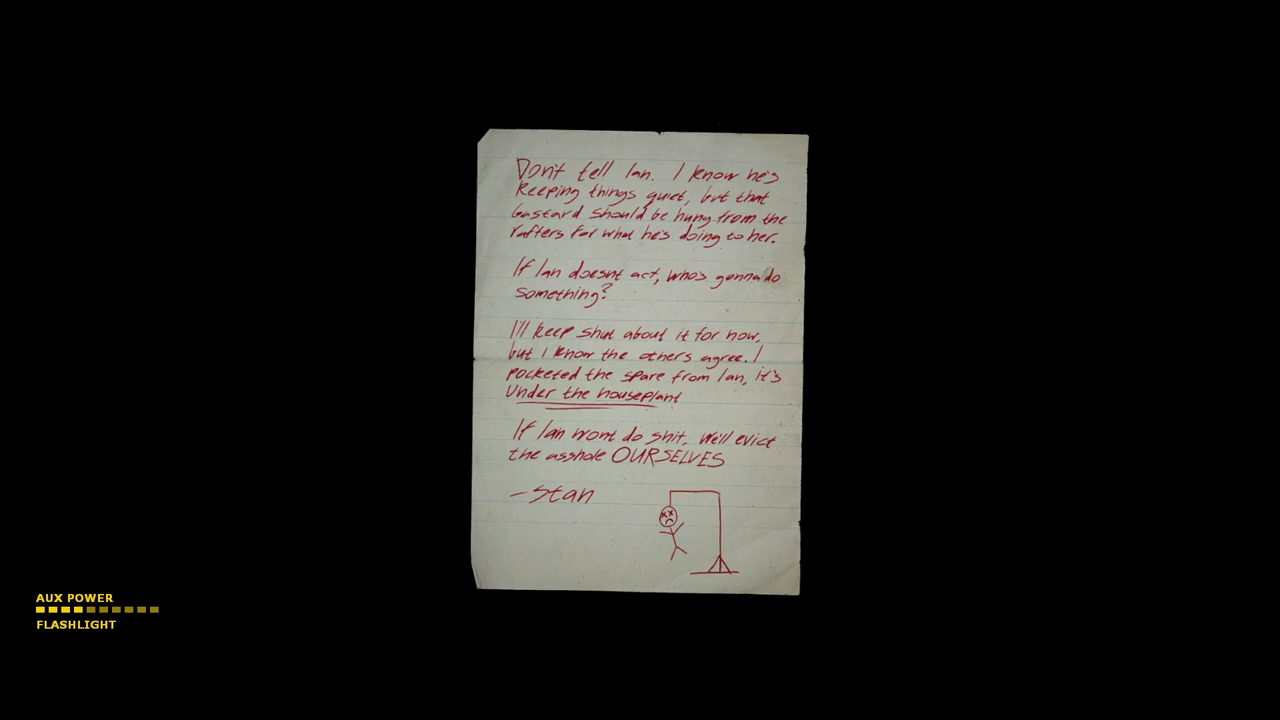 Don't tell Ian. I know he's
keeping things quiet, but that
bastard should be hung from the
rafters for what he's doing to her.
If Ian doesnt act, who's gonna do
something?
I'll keep shut about it for now,
but I know the others agree. I
pocketed the spare from Ian, it's
Under the houseplant
If Ian wont do shit, We'll evict
the asshole OURSELVES
-Stan
AUX POWER
FLASHLIGHT